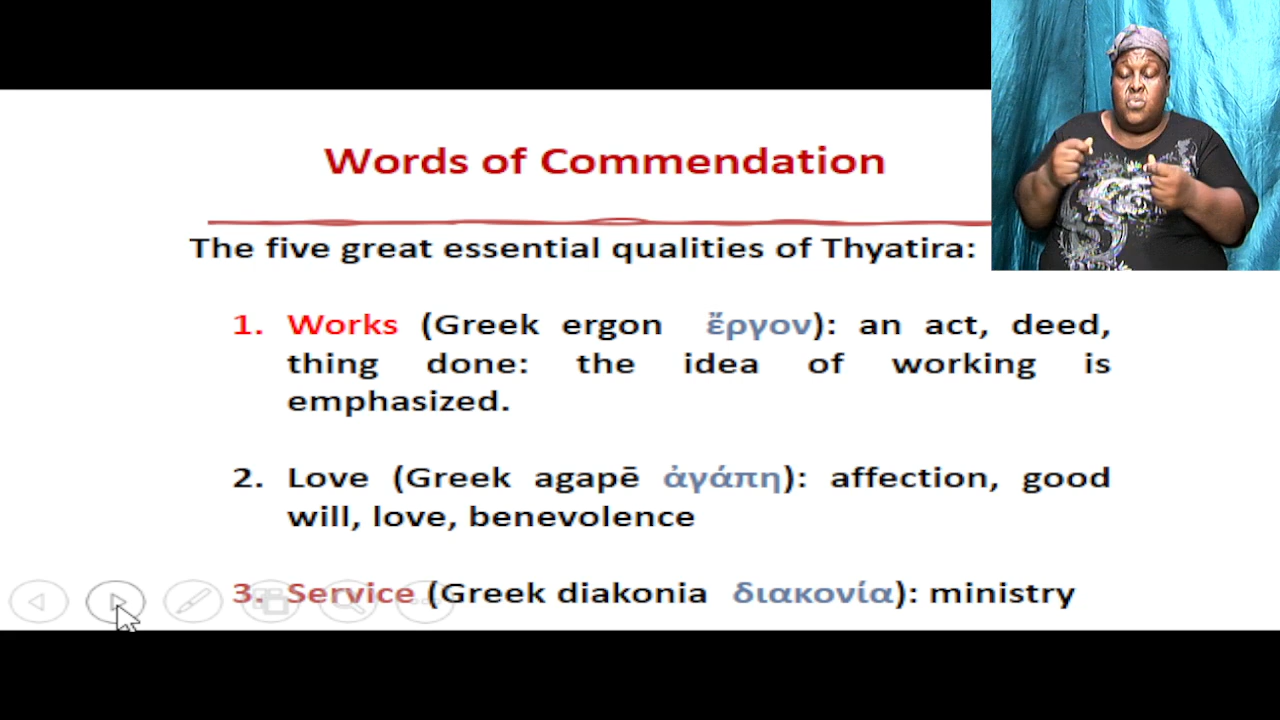 Words of Commendation
The five great essential qualities of Thyatira:
1. Works (Greek ergon ἔργον): an act, deed,
thing done: the idea of working is
emphasized.
2. Love (Greek agapē ἀγάπη): affection, good
will, love, benevolence
3. Service (Greek diakonia διακονία): ministry